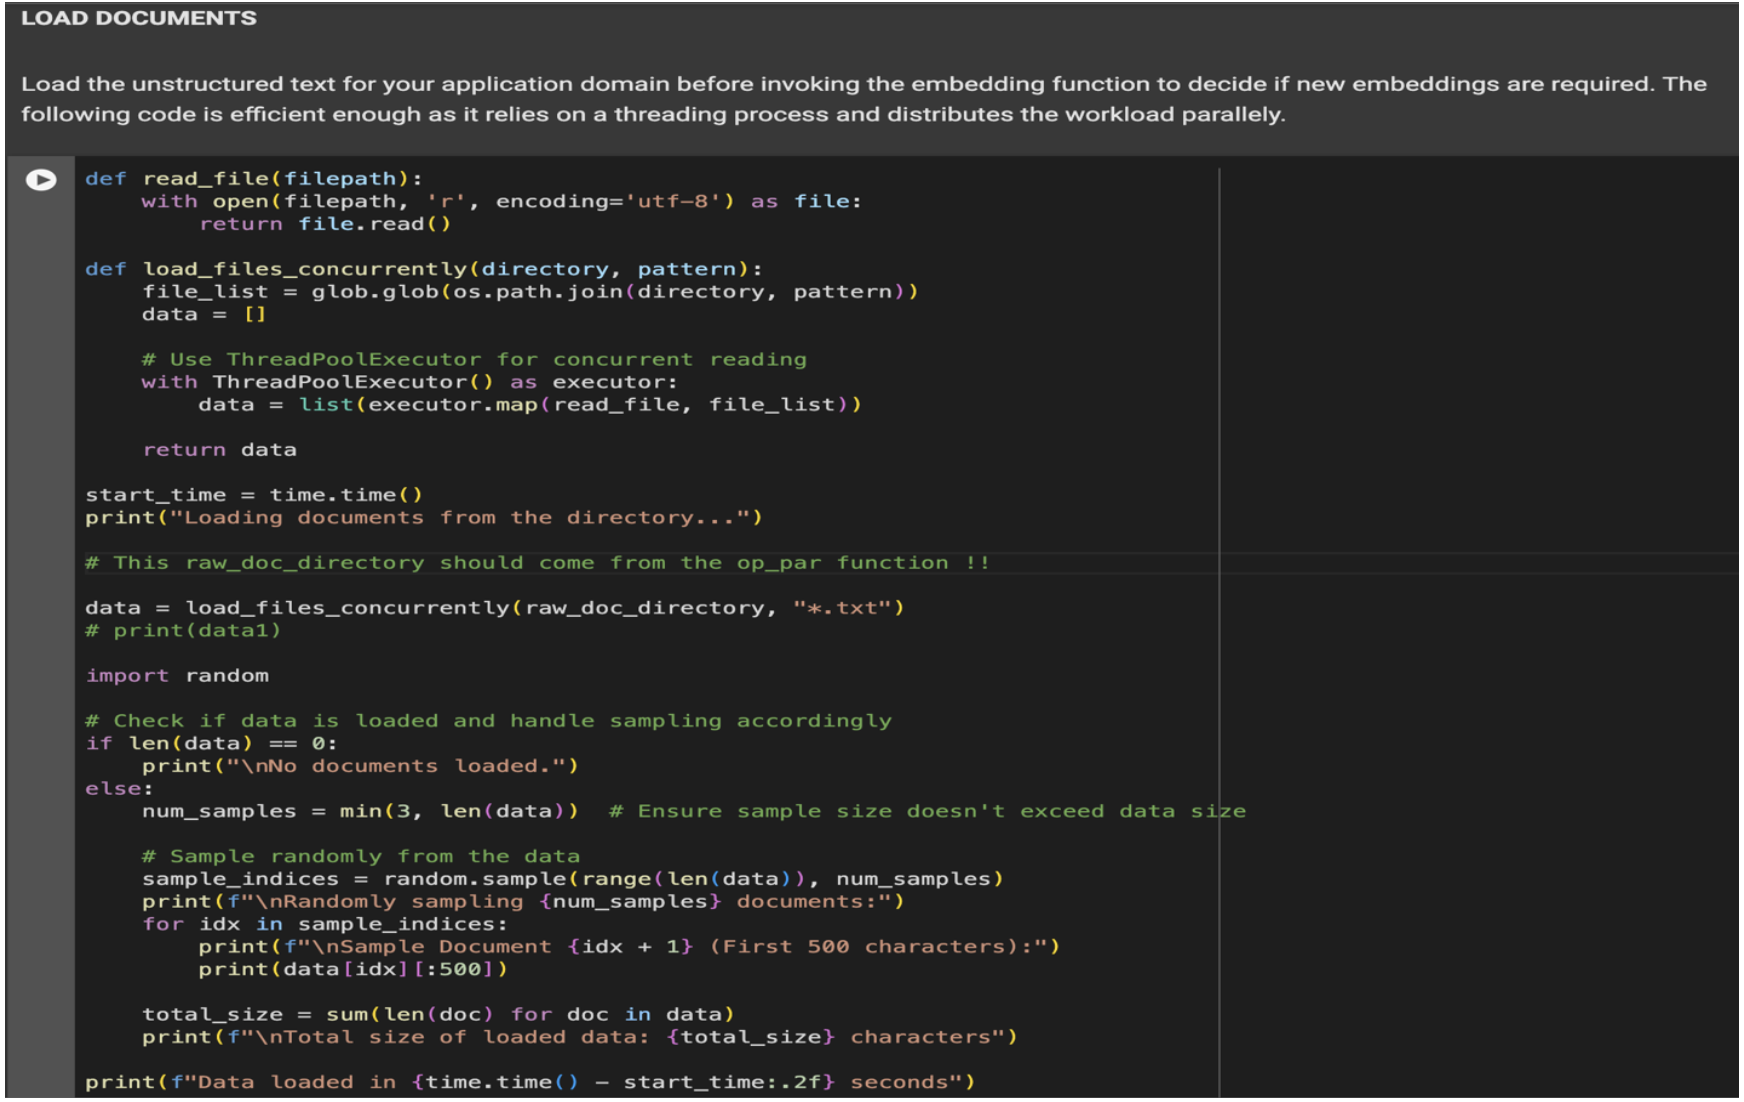 LOAD DOCUMENTS
Load the unstructured text for your application domain before invoking the embedding function to decide if new embeddings are required. The
following code is efficient enough as it relies on a threading process and distributes the workload parallely.
def read_file(filepath):
    with open(filepath, 'r', encoding='utf-8') as file:
        return file.read()
def load_files_concurrently(directory, pattern):
    file_list = glob.glob(os.path.join(directory, pattern))
    data = []
    # Use ThreadPoolExecutor for concurrent reading
    with ThreadPoolExecutor() as executor:
        data = list(executor.map(read_file, file_list))
    return data
start_time = time.time()
print("Loading documents from the directory...")
# This raw_doc_directory should come from the op_par function !!
data = load_files_concurrently(raw_doc_directory, "*.txt")
# print(data1)
import random
# Check if data is loaded and handle sampling accordingly
if len(data) == 0:
    print("\nNo documents loaded.")
else:
    num_samples = min(3, len(data))  # Ensure sample size doesn't exceed data size
    # Sample randomly from the data
    sample_indices = random.sample(range(len(data)), num_samples)
    print(f"\nRandomly sampling {num_samples} documents:")
    for idx in sample_indices:
        print(f"\nSample Document {idx + 1} (First 500 characters):")
        print(data[idx][:500])
    total_size = sum(len(doc) for doc in data)
    print(f"\nTotal size of loaded data: {total_size} characters")
print(f"Data loaded in {time.time() - start_time:.2f} seconds")